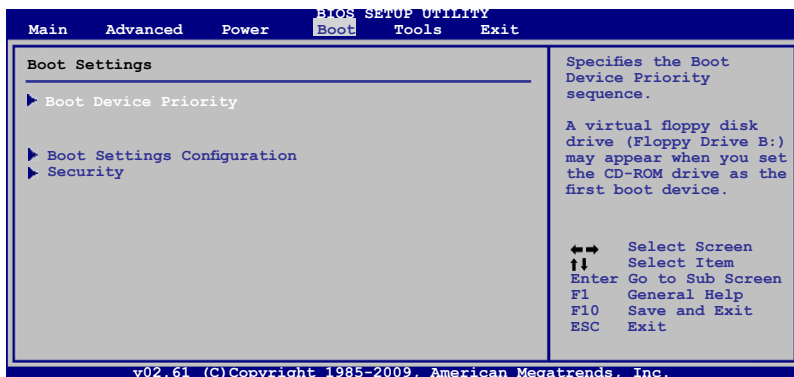 BIOS SETUP UTILITY
Main Advanced Power Boot Tools Exit
Boot Settings
Boot Device Priority
Boot Settings Configuration
Security
Specifies the Boot
Device Priority
sequence.
A virtual floppy disk
drive (Floppy Drive B:)
may appear when you set
the CD-ROM drive as the
first boot device.
←→ Select Screen
↑↓ Select Item
Enter Go to Sub Screen
F1 General Help
F10 Save and Exit
ESC Exit
v02.61 (C)Copyright 1985-2009, American Megatrends, Inc.